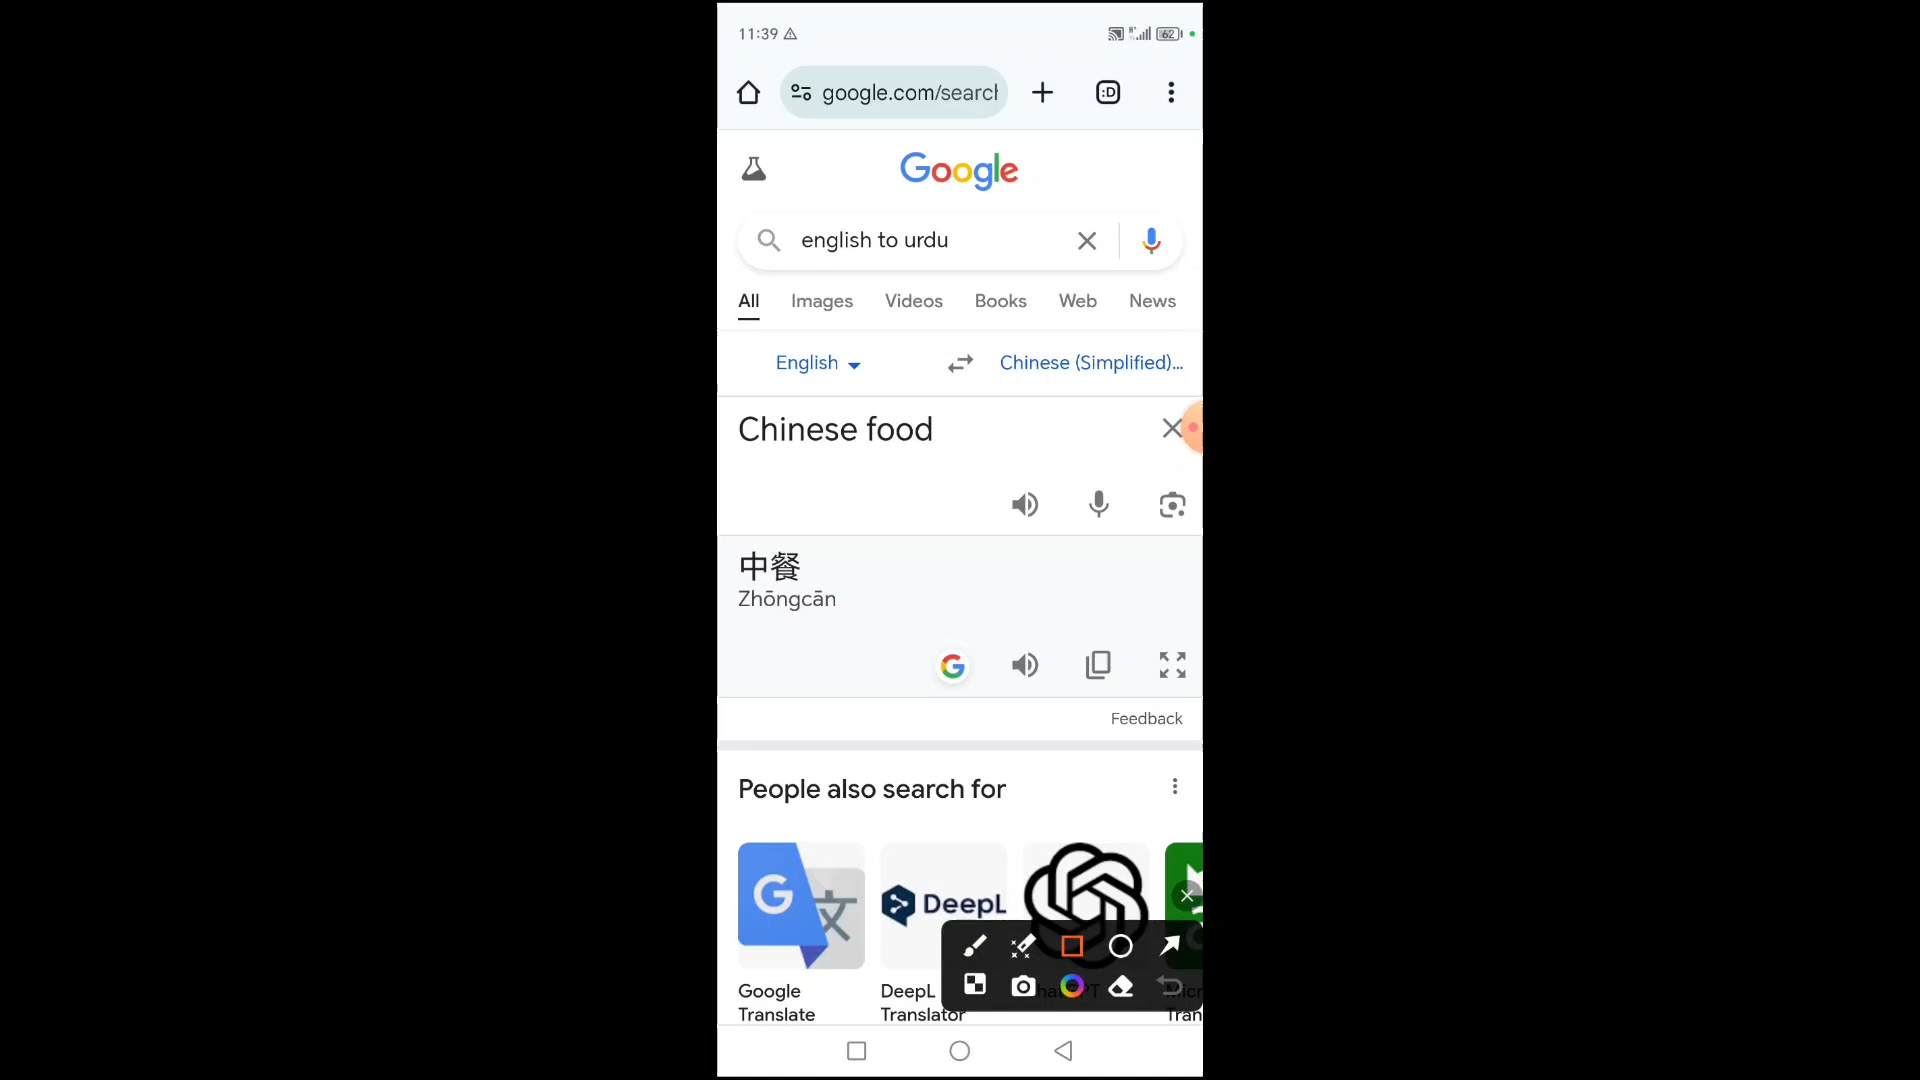 11:39
62
google.com/search
:D
Google
english to urdu
All Images Videos Books Web News
English Chinese (Simplified)...
Chinese food
中餐
Zhōngcān
Feedback
People also search for
DeepL
Google Translate
DeepL Translator